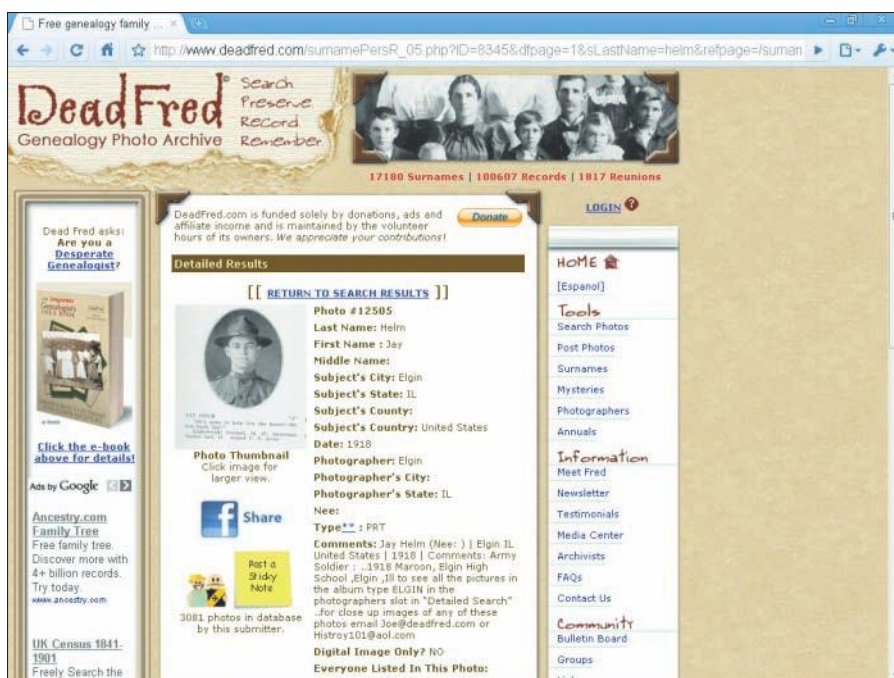 Free genealogy family ...
http://www.deadfred.com/surnamePersR_05.php?ID=8345&dfpage=1&sLastName=helm&refpage=/surnam
DeadFred
Genealogy Photo Archive
Search
Preserve
Record
Remember
17180 Surnames | 100607 Records | 1817 Reunions
Dead Fred asks:
Are you a
Desperate
Genealogist?
Click the e-book
above for details!
Ads by Google
Ancestry.com
Family Tree
Free family tree.
Discover more with
4+ billion records.
Try today.
www.ancestry.com
UK Census 1841-
1901
Freely Search the
DeadFred.com is funded solely by donations, ads and
affiliate income and is maintained by the volunteer
hours of its owners. We appreciate your contributions!
Donate
Detailed Results
[[ RETURN TO SEARCH RESULTS ]]
Photo Thumbnail
Click image for
larger view.
Share
Post a
Sticky
Note
3081 photos in database
by this submitter.
Photo #12505
Last Name: Helm
First Name : Jay
Middle Name:
Subject's City: Elgin
Subject's State: IL
Subject's County:
Subject's Country: United States
Date: 1918
Photographer: Elgin
Photographer's City:
Photographer's State: IL
Nee:
Type** : PRT
Comments: Jay Helm (Nee: ) | Elgin IL
United States | 1918 | Comments: Army
Soldier : ..1918 Maroon, Elgin High
School ,Elgin ,Ill to see all the pictures in
the album type ELGIN in the
photographers slot in "Detailed Search"
..for close up images of any of these
photos email Joe@deadfred.com or
Histroy101@aol.com
Digital Image Only? NO
Everyone Listed In This Photo:
LOGIN ?
HOME
[Espanol]
Tools
Search Photos
Post Photos
Surnames
Mysteries
Photographers
Annuals
Information
Meet Fred
Newsletter
Testimonials
Media Center
Archivists
FAQs
Contact Us
Community
Bulletin Board
Groups